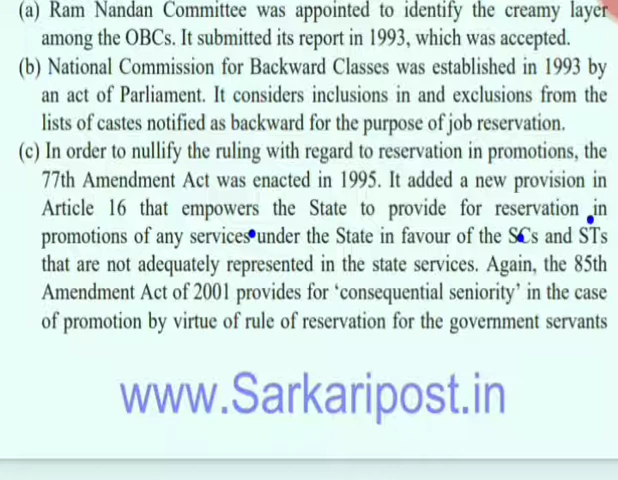 (a) Ram Nandan Committee was appointed to identify the creamy layer
among the OBCs. It submitted its report in 1993, which was accepted.
(b) National Commission for Backward Classes was established in 1993 by
an act of Parliament. It considers inclusions in and exclusions from the
lists of castes notified as backward for the purpose of job reservation.
(c) In order to nullify the ruling with regard to reservation in promotions, the
77th Amendment Act was enacted in 1995. It added a new provision in
Article 16 that empowers the State to provide for reservation in
promotions of any services under the State in favour of the SCs and STs
that are not adequately represented in the state services. Again, the 85th
Amendment Act of 2001 provides for ‘consequential seniority’ in the case
of promotion by virtue of rule of reservation for the government servants
www.Sarkaripost.in